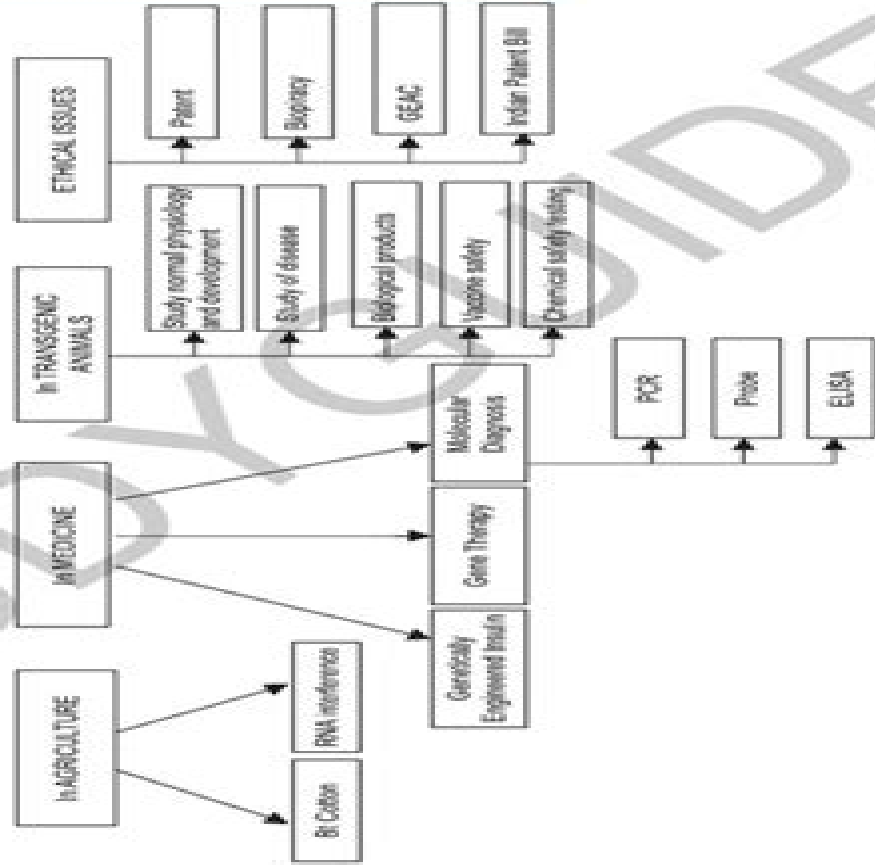 In AGRICULTURE
In MEDICINE
In TRANSGENIC
ANIMALS
ETHICAL ISSUES
Bt Cotton
RNA interference
Genetically
Engineered Insulin
Gene Therapy
Molecular
Diagnosis
PCR
Probe
ELISA
Study normal physiology
and development
Study of disease
Biological products
Vaccine safety
Chemical safety testing
Patent
Biopiracy
GEAC
Indian Patent Bill
DYGUIDE